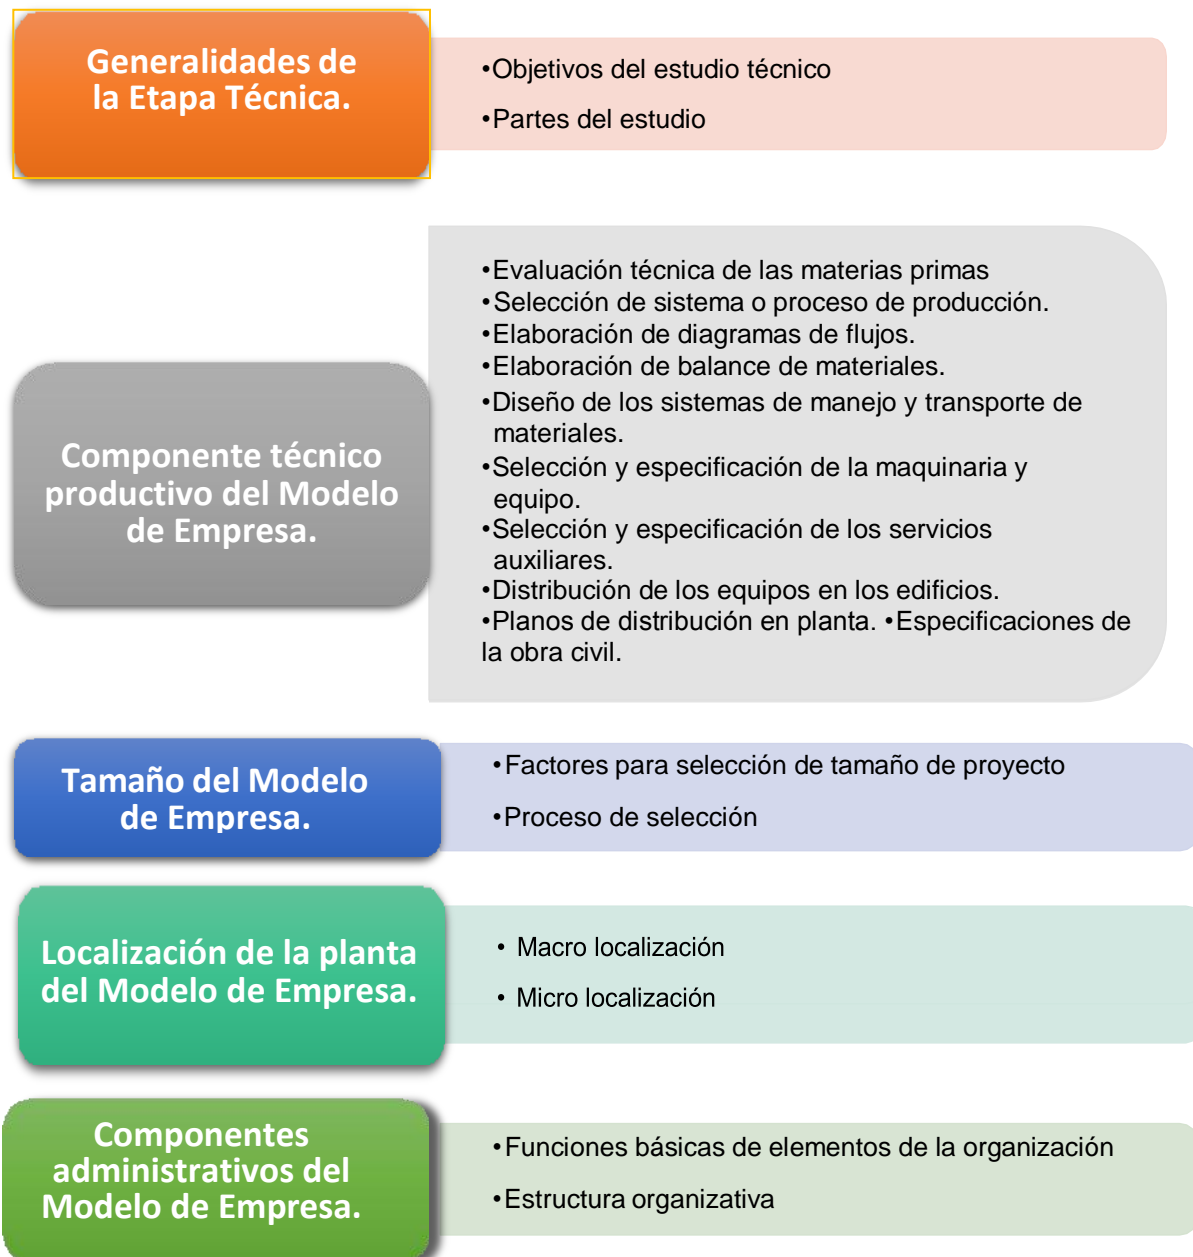 Generalidades de
la Etapa Técnica.
•Objetivos del estudio técnico
•Partes del estudio
Componente técnico
productivo del Modelo
de Empresa.
•Evaluación técnica de las materias primas
•Selección de sistema o proceso de producción.
•Elaboración de diagramas de flujos.
•Elaboración de balance de materiales.
•Diseño de los sistemas de manejo y transporte de
materiales.
•Selección y especificación de la maquinaria y
equipo.
•Selección y especificación de los servicios
auxiliares.
•Distribución de los equipos en los edificios.
•Planos de distribución en planta. •Especificaciones de
la obra civil.
Tamaño del Modelo
de Empresa.
•Factores para selección de tamaño de proyecto
•Proceso de selección
Localización de la planta
del Modelo de Empresa.
• Macro localización
• Micro localización
Componentes
administrativos del
Modelo de Empresa.
•Funciones básicas de elementos de la organización
•Estructura organizativa